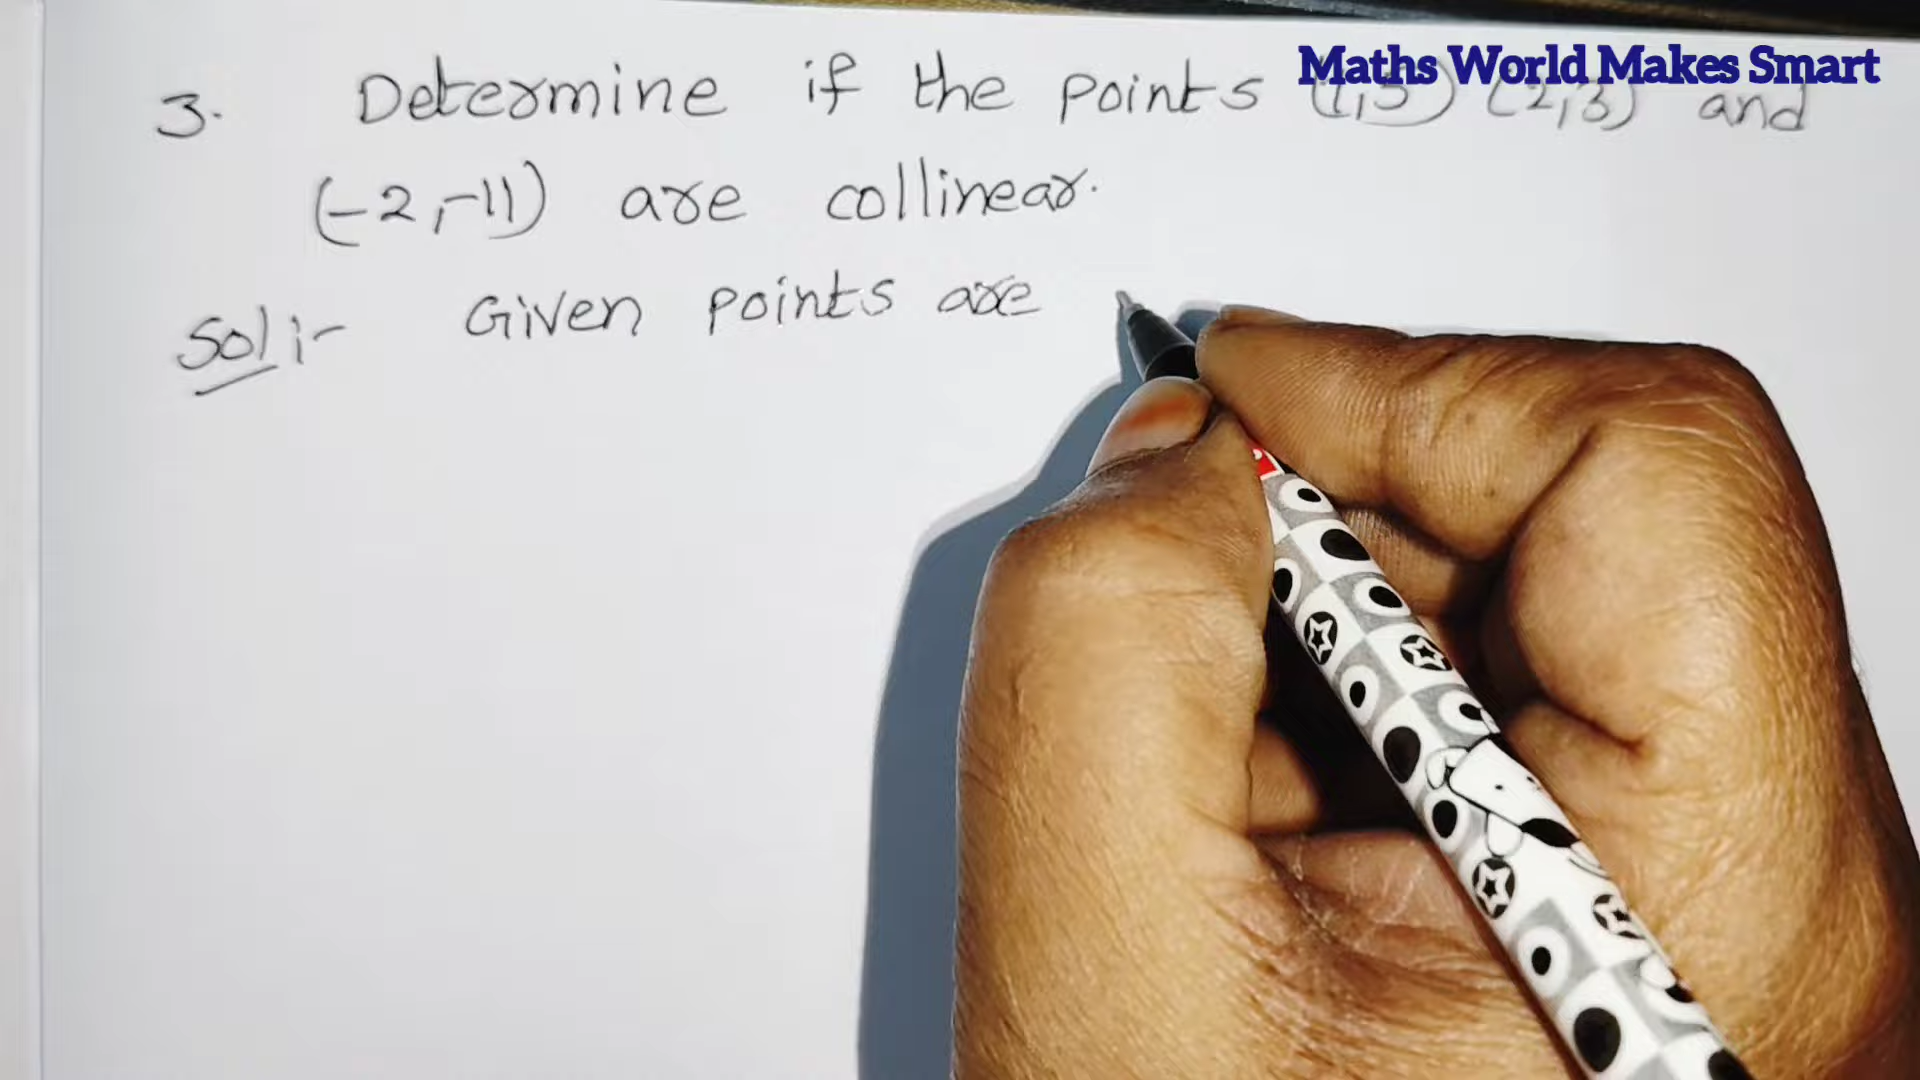 Maths World Makes Smart
3. Determine if the points (1,5) (2,3) and
(-2,-11) are collinear.
Sol:- Given points are